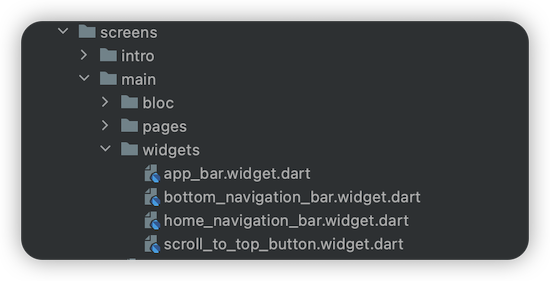 screens
intro
main
bloc
pages
widgets
app_bar.widget.dart
bottom_navigation_bar.widget.dart
home_navigation_bar.widget.dart
scroll_to_top_button.widget.dart